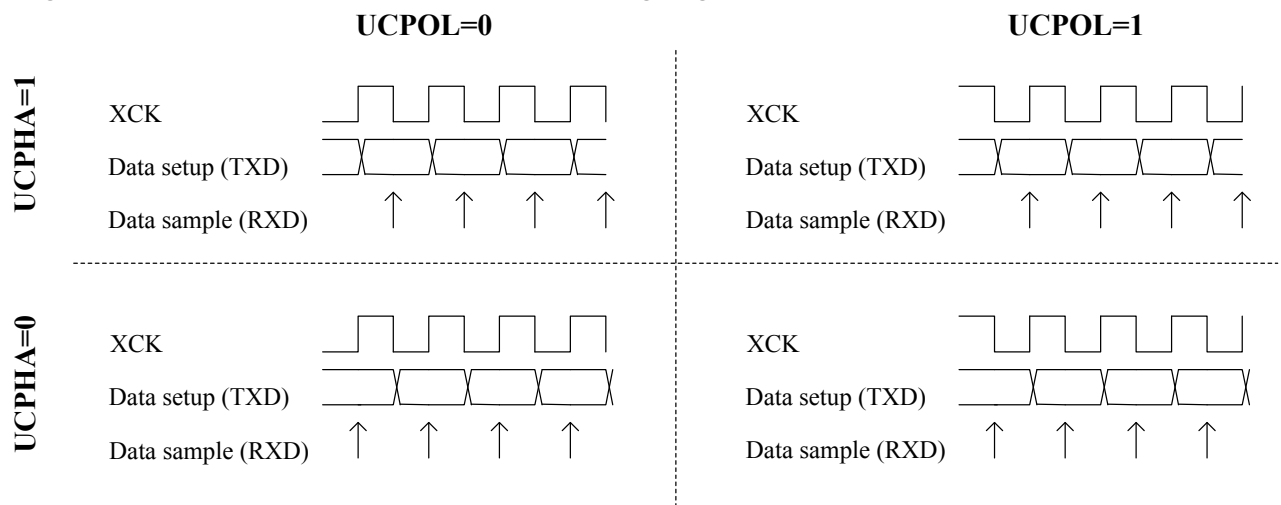 UCPOL=0
UCPOL=1
UCPHA=1
XCK
Data setup (TXD)
Data sample (RXD)
XCK
Data setup (TXD)
Data sample (RXD)
UCPHA=0
XCK
Data setup (TXD)
Data sample (RXD)
XCK
Data setup (TXD)
Data sample (RXD)